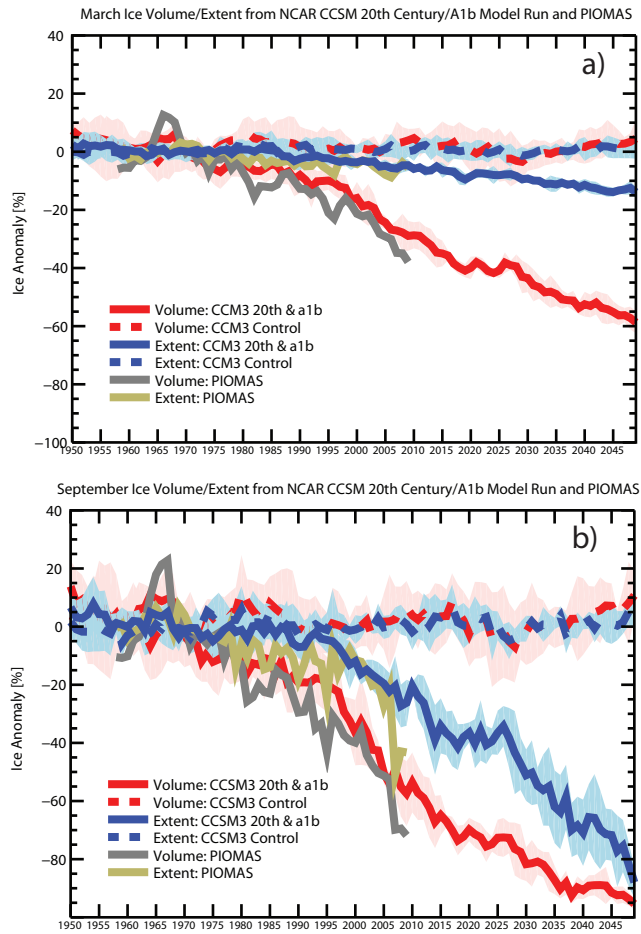 March Ice Volume/Extent from NCAR CCSM 20th Century/A1b Model Run and PIOMAS
a)
40
20
0
−20
−40
−60
−80
−100
Ice Anomaly [%]
Volume: CCM3 20th & a1b
Volume: CCM3 Control
Extent: CCM3 20th & a1b
Extent: CCM3 Control
Volume: PIOMAS
Extent: PIOMAS
1950 1955 1960 1965 1970 1975 1980 1985 1990 1995 2000 2005 2010 2015 2020 2025 2030 2035 2040 2045
September Ice Volume/Extent from NCAR CCSM 20th Century/A1b Model Run and PIOMAS
b)
40
20
0
−20
−40
−60
−80
Ice Anomaly [%]
Volume: CCSM3 20th & a1b
Volume: CCSM3 Control
Extent: CCSM3 20th & a1b
Extent: CCSM3 Control
Volume: PIOMAS
Extent: PIOMAS
1950 1955 1960 1965 1970 1975 1980 1985 1990 1995 2000 2005 2010 2015 2020 2025 2030 2035 2040 2045